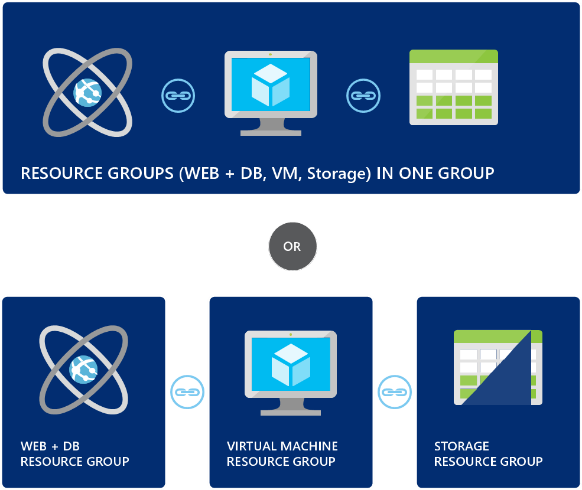 RESOURCE GROUPS (WEB + DB, VM, Storage) IN ONE GROUP
OR
WEB + DB
RESOURCE GROUP
VIRTUAL MACHINE
RESOURCE GROUP
STORAGE
RESOURCE GROUP